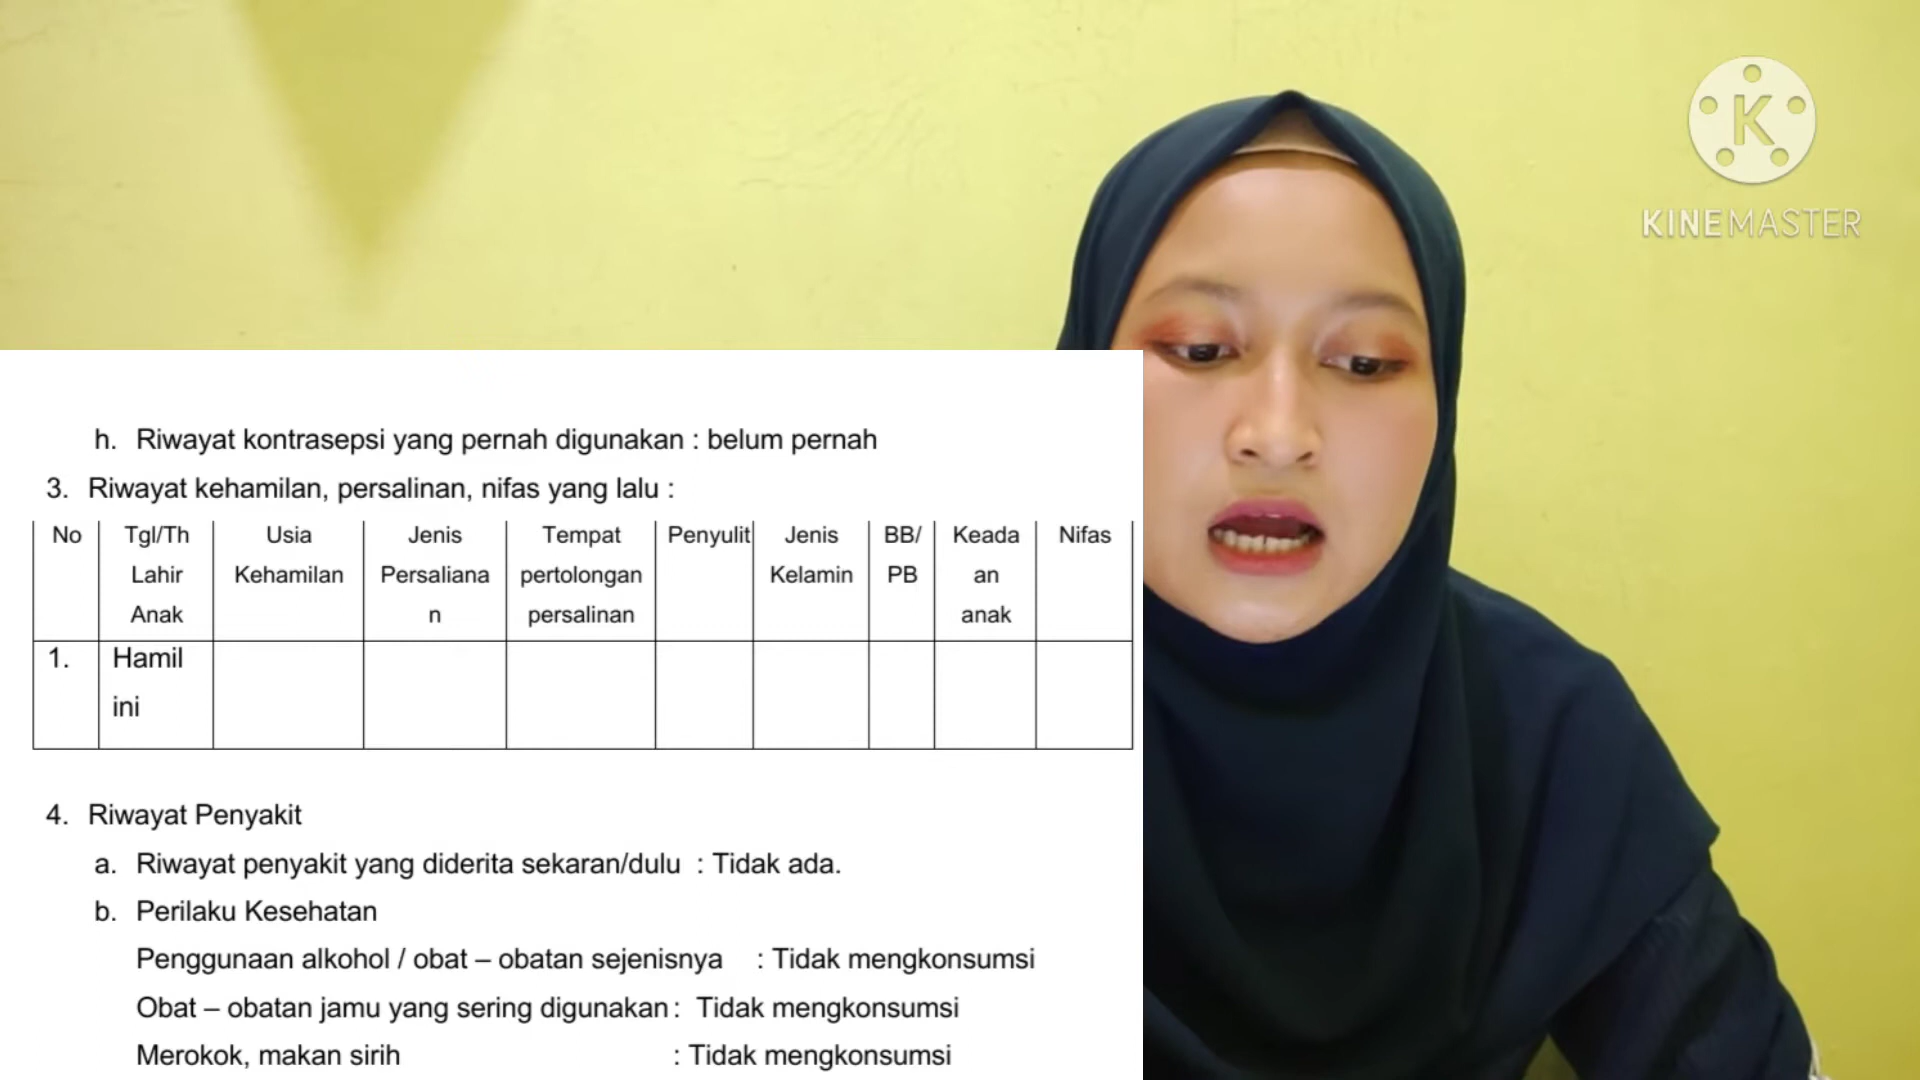 K
KINEMASTER
h. Riwayat kontrasepsi yang pernah digunakan : belum pernah
3. Riwayat kehamilan, persalinan, nifas yang lalu :
No Tgl/Th Lahir Anak Usia Kehamilan Jenis Persaliana n Tempat pertolongan persalinan Penyulit Jenis Kelamin BB/ PB Keada an anak Nifas
1. Hamil ini
4. Riwayat Penyakit
a. Riwayat penyakit yang diderita sekaran/dulu : Tidak ada.
b. Perilaku Kesehatan
Penggunaan alkohol / obat – obatan sejenisnya : Tidak mengkonsumsi
Obat – obatan jamu yang sering digunakan : Tidak mengkonsumsi
Merokok, makan sirih : Tidak mengkonsumsi